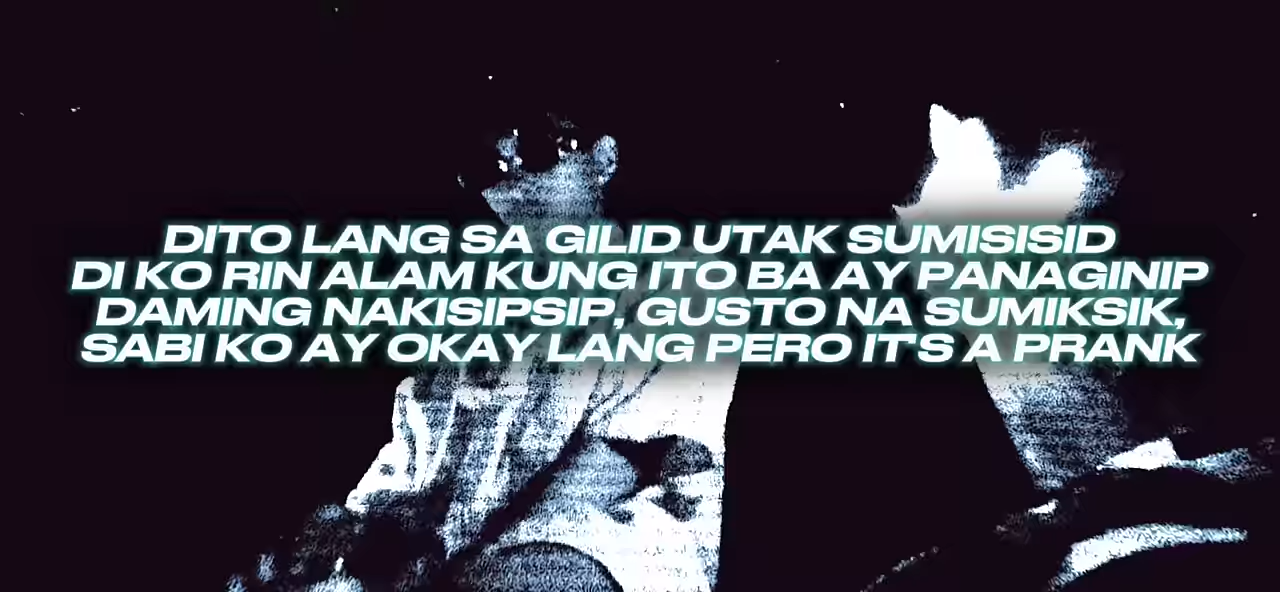 DITO LANG SA GILID UTAK SUMISISID
DI KO RIN ALAM KUNG ITO BA AY PANAGINIP
DAMING NAKISIPSIP, GUSTO NA SUMIKSIK,
SABI KO AY OKAY LANG PERO IT'S A PRANK